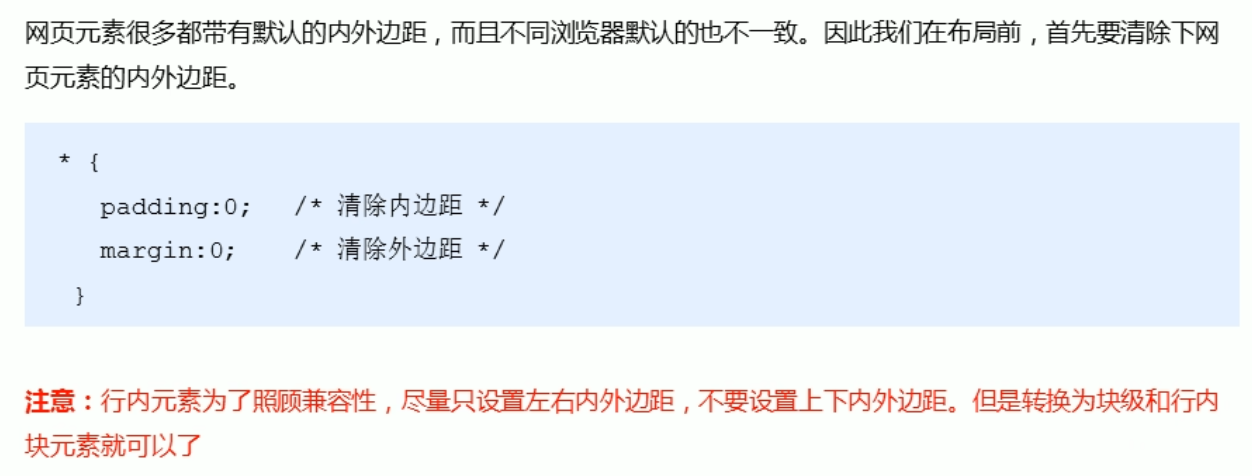 网页元素很多都带有默认的内外边距，而且不同浏览器默认的也不一致。因此我们在布局前，首先要清除下网
页元素的内外边距。
* {
padding:0;   /* 清除内边距 */
margin:0;    /* 清除外边距 */
}
注意：行内元素为了照顾兼容性，尽量只设置左右内外边距，不要设置上下内外边距。但是转换为块级和行内
块元素就可以了